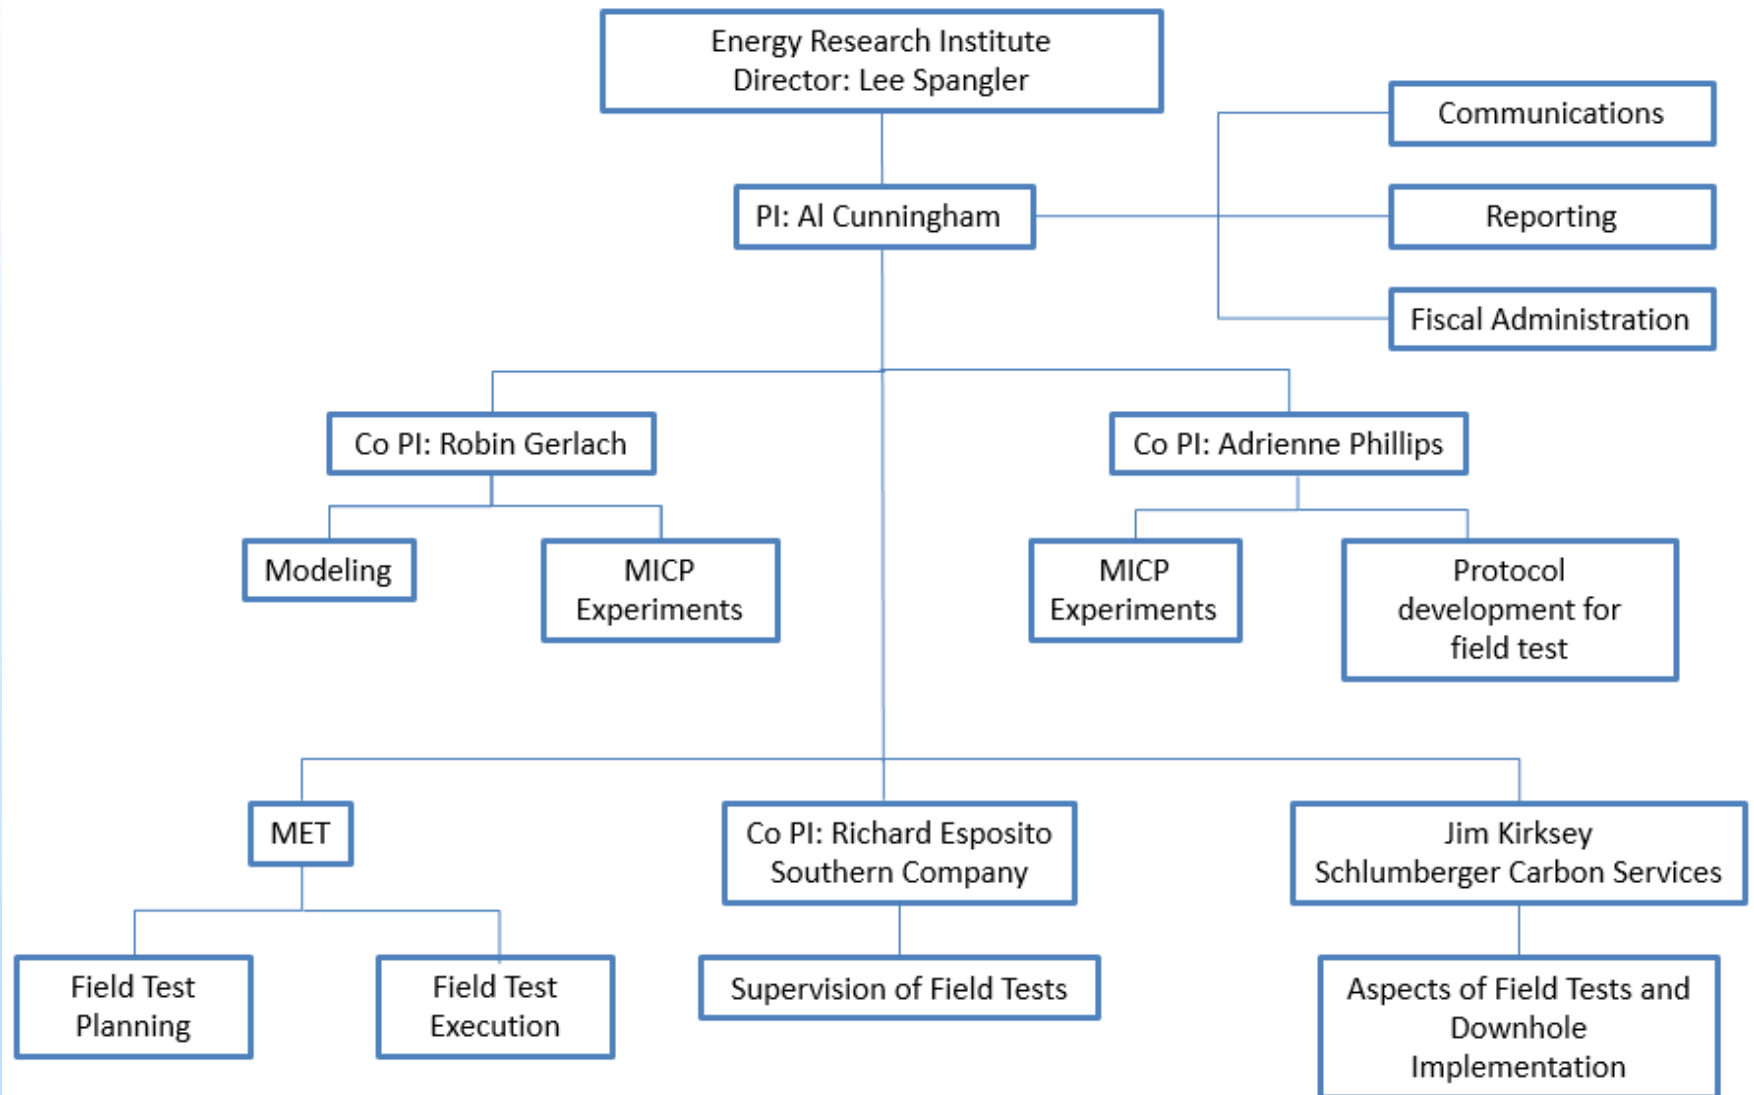 Energy Research Institute
Director: Lee Spangler
Communications
PI: Al Cunningham
Reporting
Fiscal Administration
Co PI: Robin Gerlach
Co PI: Adrienne Phillips
Modeling
MICP
Experiments
MICP
Experiments
Protocol
development for
field test
MET
Co PI: Richard Esposito
Southern Company
Jim Kirksey
Schlumberger Carbon Services
Field Test
Planning
Field Test
Execution
Supervision of Field Tests
Aspects of Field Tests and
Downhole
Implementation